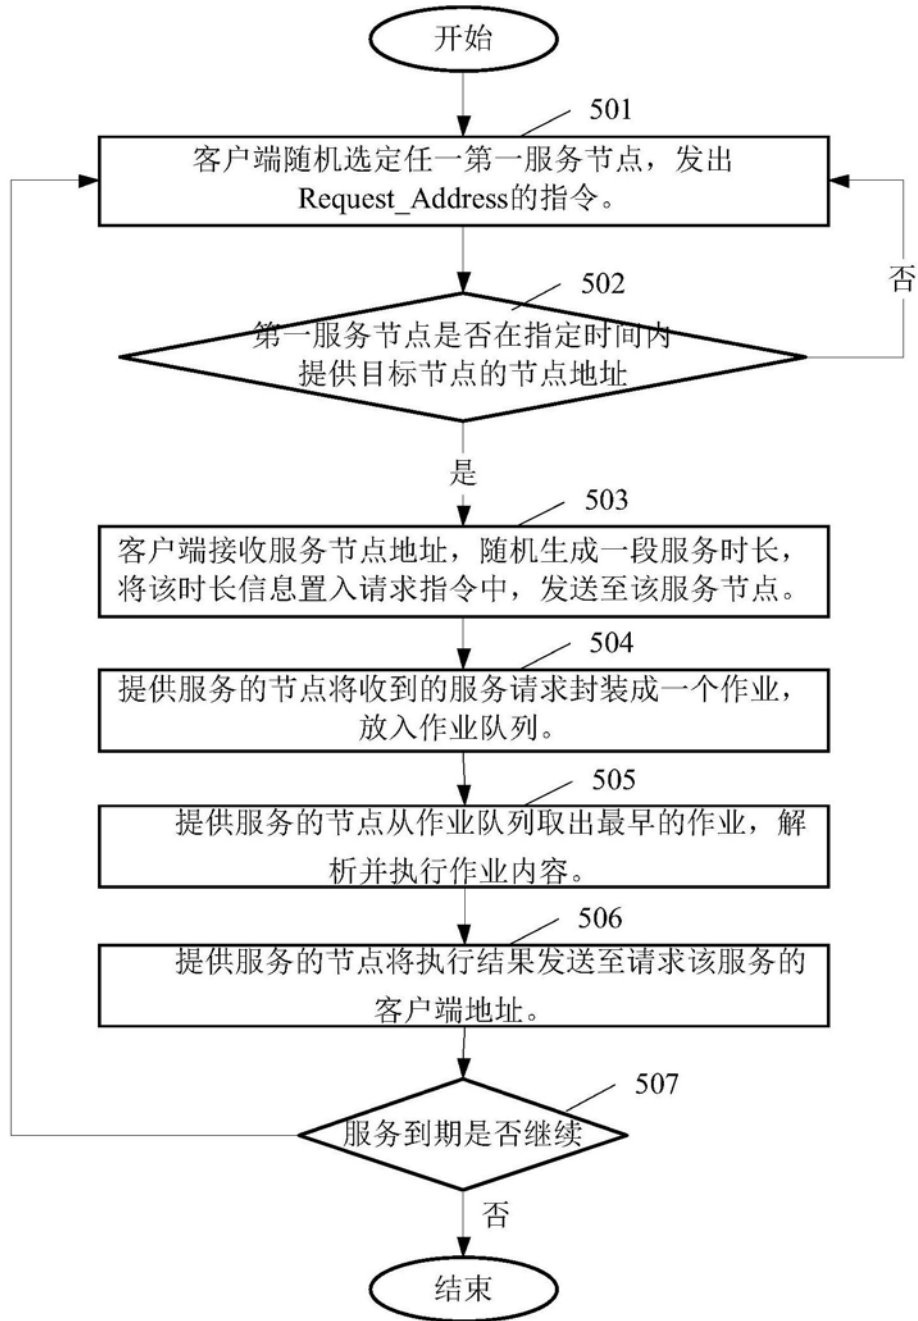 开始
501
客户端随机选定任一第一服务节点，发出
Request_Address的指令。
502
否
第一服务节点是否在指定时间内
提供目标节点的节点地址
是
503
客户端接收服务节点地址，随机生成一段服务时长，
将该时长信息置入请求指令中，发送至该服务节点。
504
提供服务的节点将收到的服务请求封装成一个作业，
放入作业队列。
505
提供服务的节点从作业队列取出最早的作业，解
析并执行作业内容。
506
提供服务的节点将执行结果发送至请求该服务的
客户端地址。
507
服务到期是否继续
否
结束